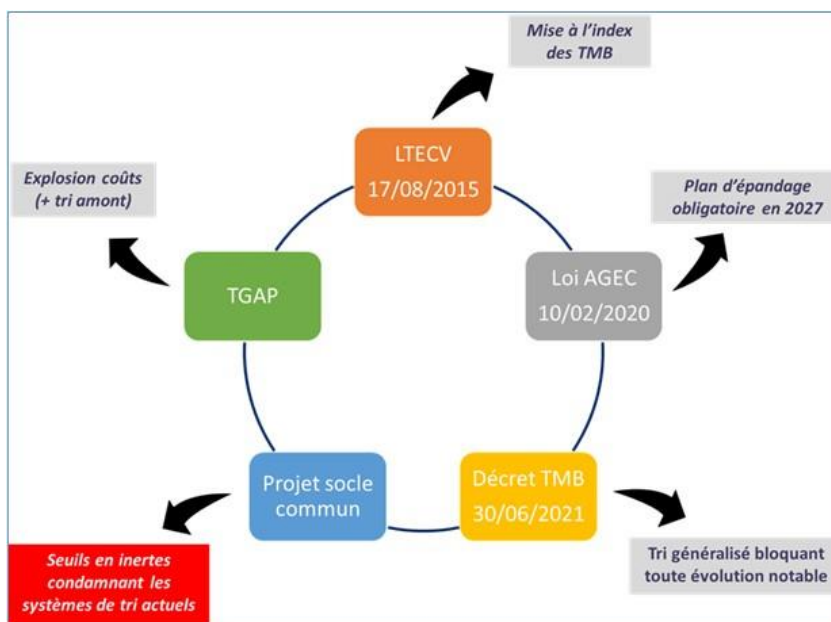 Mise à l'index
des TMB
LTECV
17/08/2015
Explosion coûts
(+ tri amont)
Plan d'épandage
obligatoire en 2027
TGAP
Loi AGEC
10/02/2020
Projet socle
commun
Décret TMB
30/06/2021
Seuils en inertes
condamnant les
systèmes de tri actuels
Tri généralisé bloquant
toute évolution notable